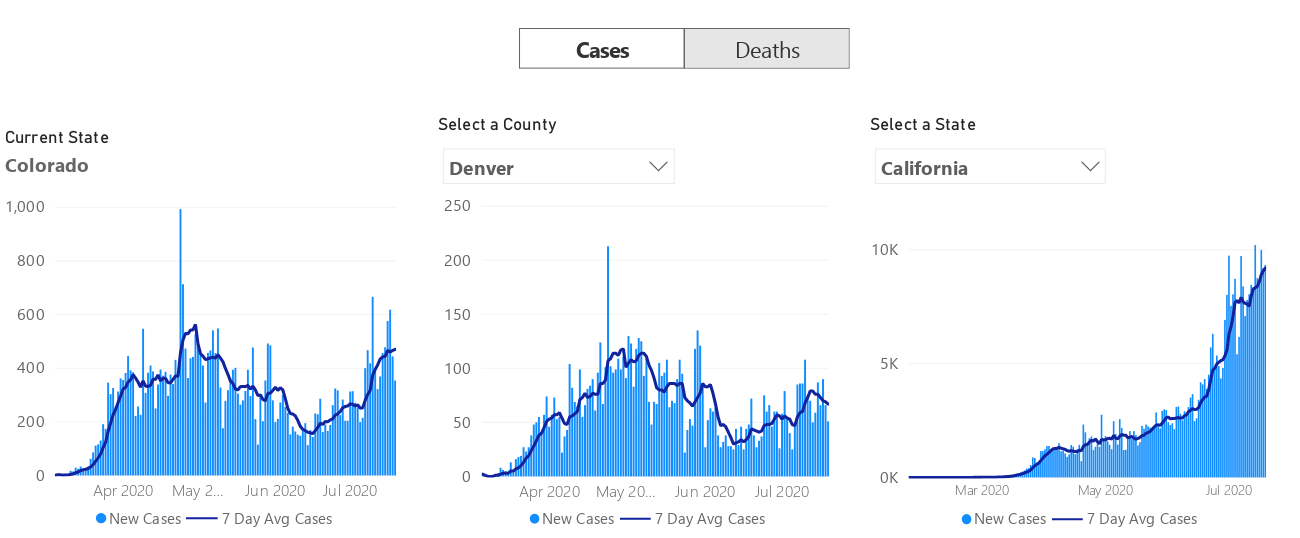 Cases Deaths
Current State
Colorado
1,000
800
600
400
200
0
Apr 2020 May 2... Jun 2020 Jul 2020
New Cases 7 Day Avg Cases
Select a County
Denver
250
200
150
100
50
0
Apr 2020 May 20... Jun 2020 Jul 2020
New Cases 7 Day Avg Cases
Select a State
California
10K
5K
0K
Mar 2020 May 2020 Jul 2020
New Cases 7 Day Avg Cases